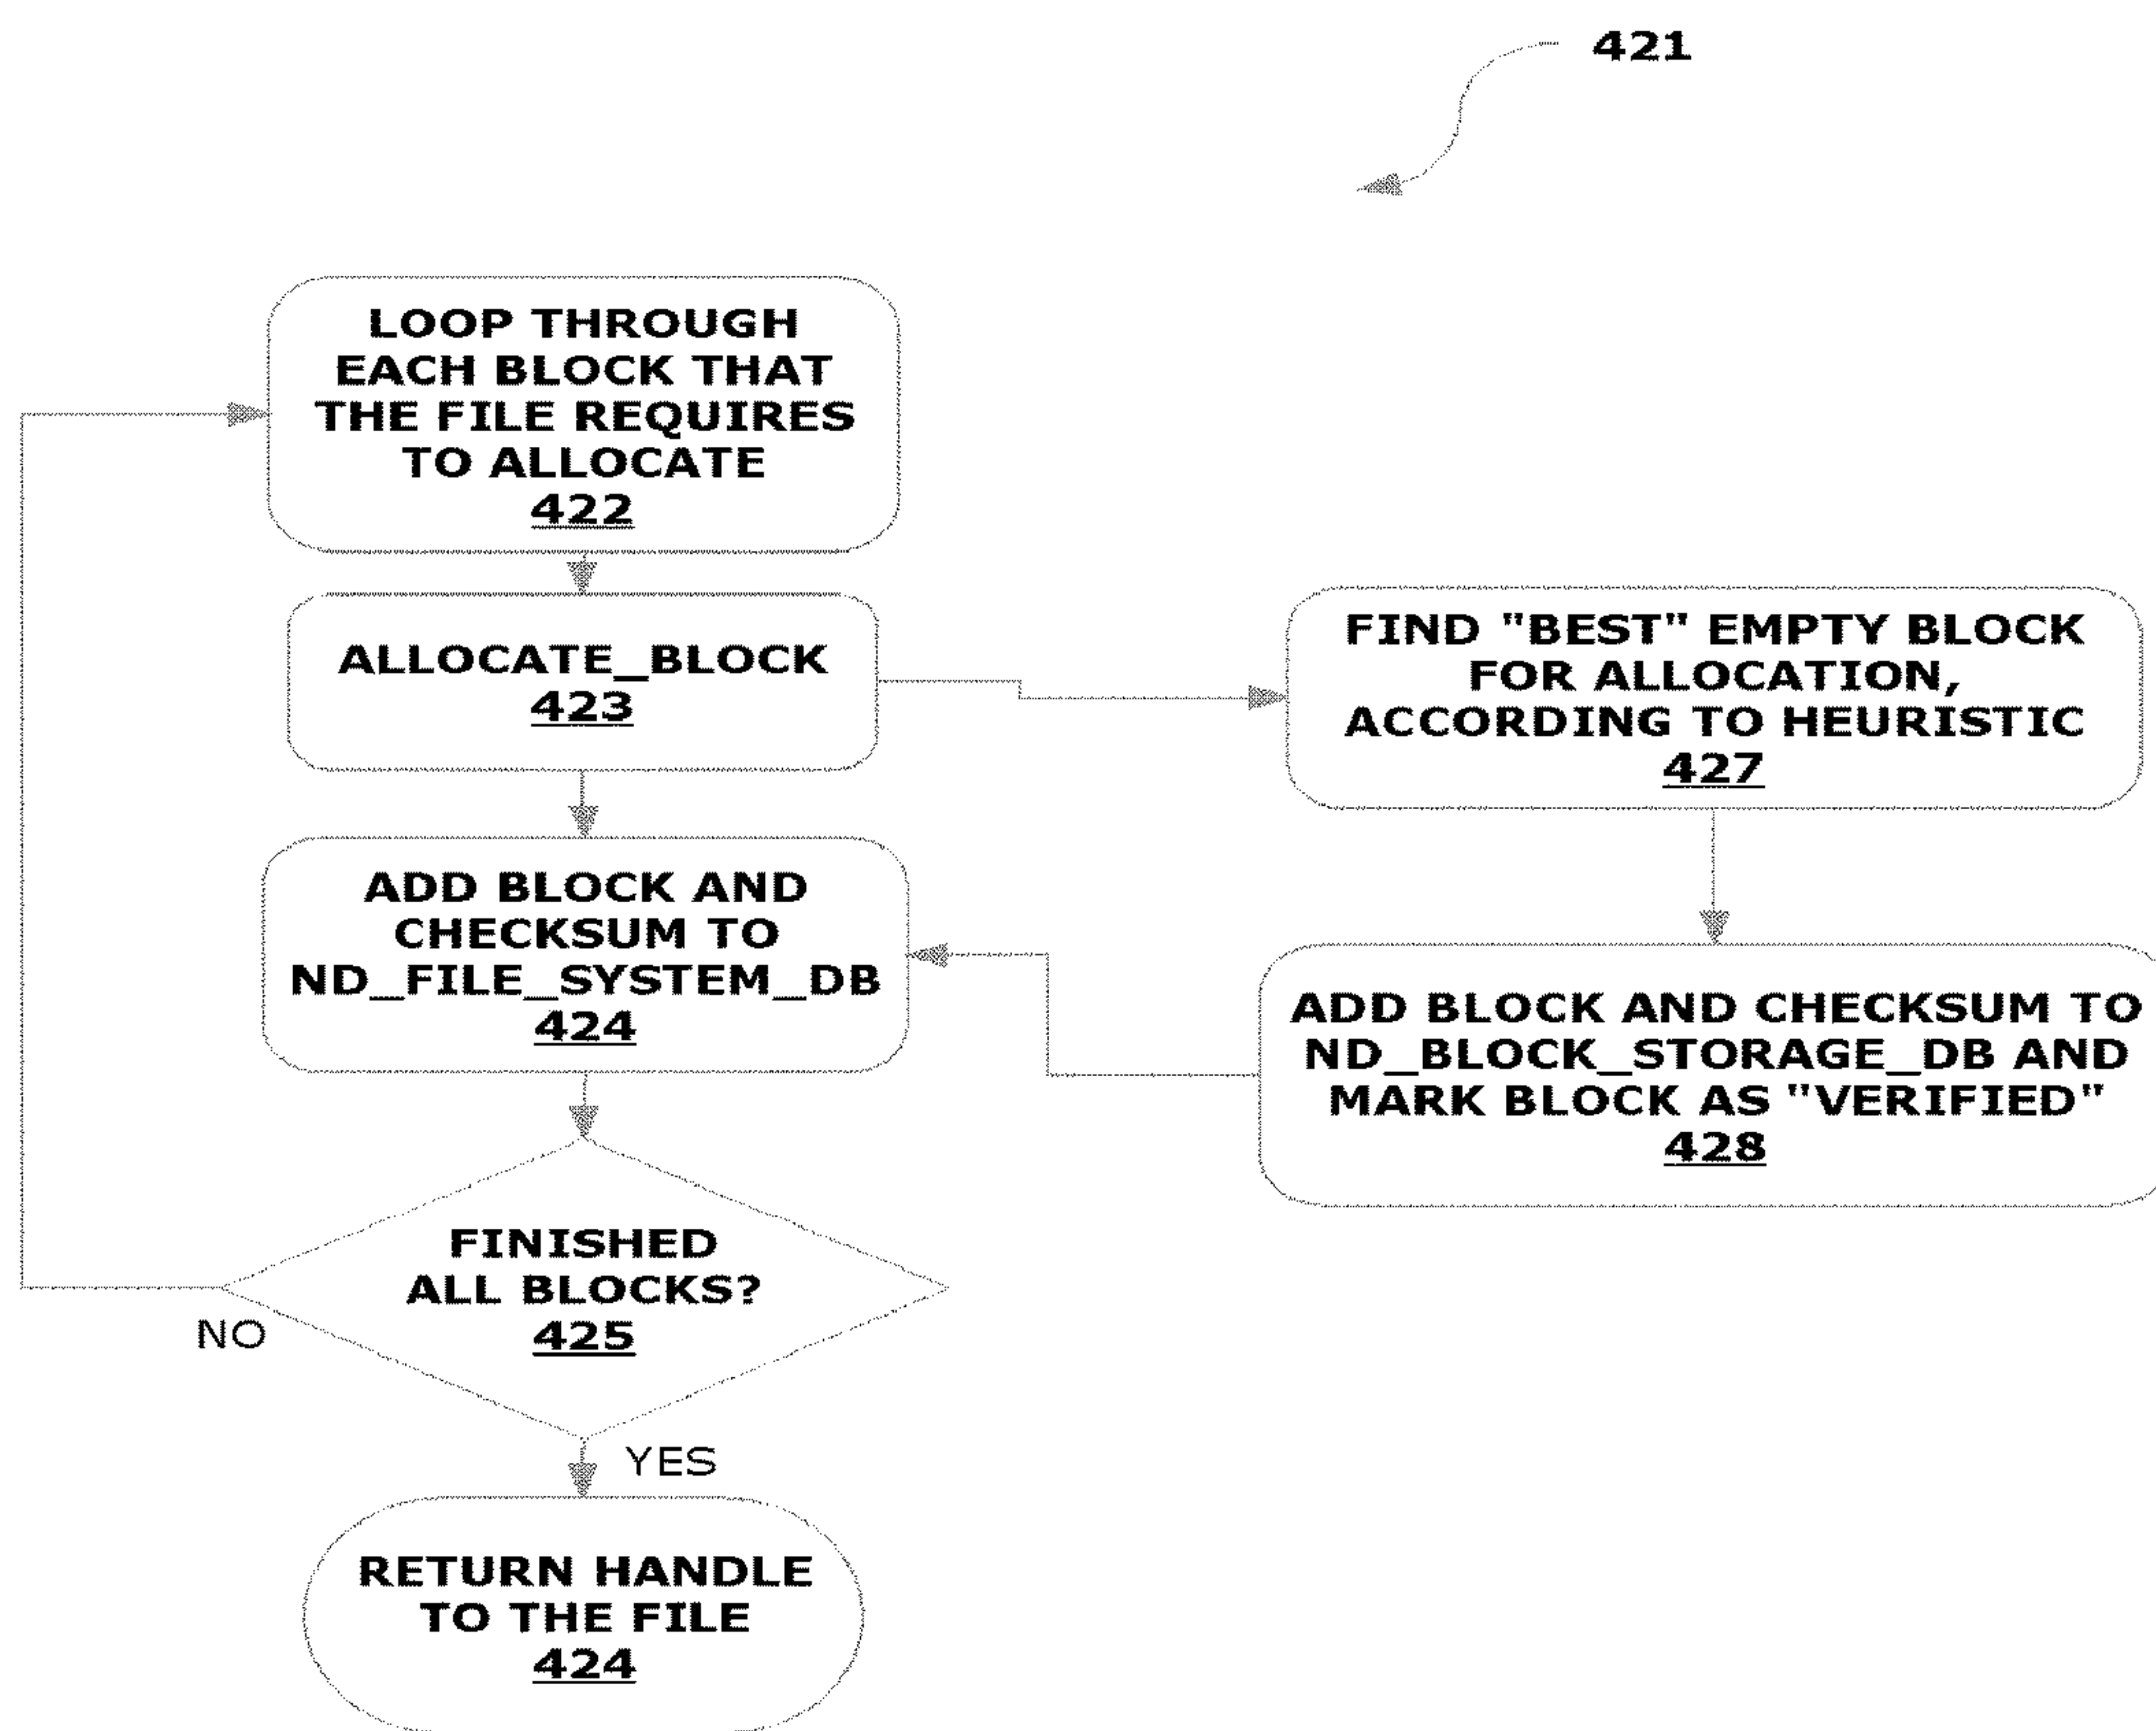 421
LOOP THROUGH
EACH BLOCK THAT
THE FILE REQUIRES
TO ALLOCATE
422
ALLOCATE_BLOCK
423
FIND "BEST" EMPTY BLOCK
FOR ALLOCATION,
ACCORDING TO HEURISTIC
427
ADD BLOCK AND
CHECKSUM TO
ND_FILE_SYSTEM_DB
424
ADD BLOCK AND CHECKSUM TO
ND_BLOCK_STORAGE_DB AND
MARK BLOCK AS "VERIFIED"
428
FINISHED
ALL BLOCKS?
425
NO
YES
RETURN HANDLE
TO THE FILE
424